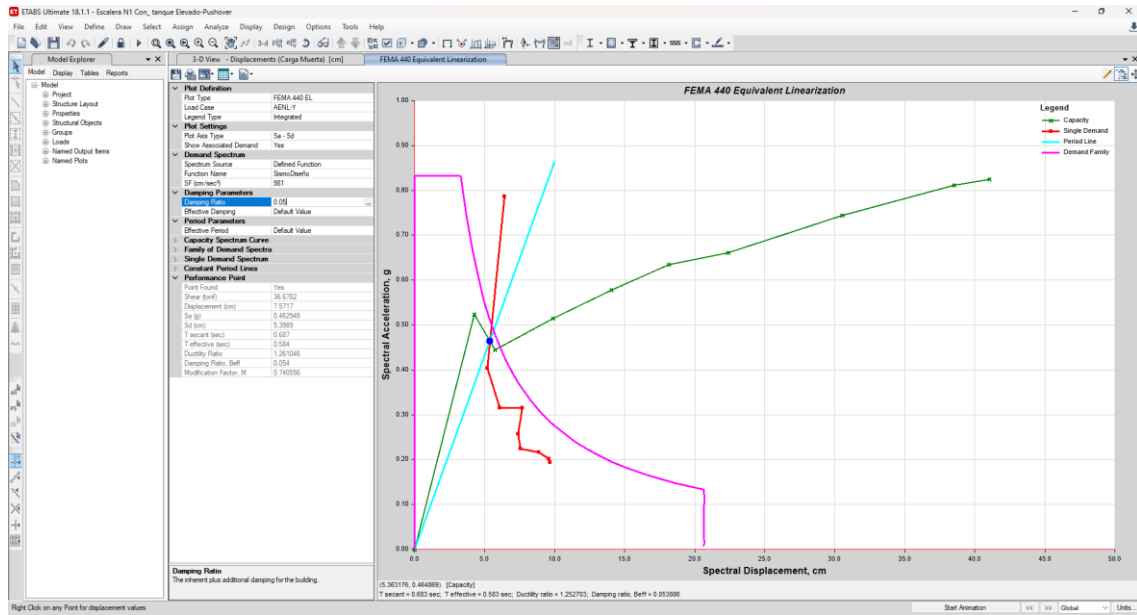 ETABS Ultimate 18.1.1 - Escalera N1 Con_ tanque Elevado-Pushover
File Edit View Define Draw Select Assign Analyze Display Design Options Tools Help
Model Explorer
Model Display Tables Reports
Model
Project
Structure Layout
Properties
Structural Objects
Groups
Loads
Named Output Items
Named Plots
3-D View - Displacements (Carga Muerta) [cm]
FEMA 440 Equivalent Linearization
Plot Definition
Plot Type FEMA 440 EL
Load Case AENL-Y
Legend Type Integrated
Plot Settings
Plot Axis Type Sa - Sd
Show Associated Demand Yes
Demand Spectrum
Spectrum Source Defined Function
Function Name SismoDiseño
SF (cm/sec²) 981
Damping Parameters
Damping Ratio 0.05
Effective Damping Default Value
Period Parameters
Effective Period Default Value
Capacity Spectrum Curve
Family of Demand Spectra
Single Demand Spectrum
Constant Period Lines
Performance Point
Point Found Yes
Shear (tonf) 36.6782
Displacement (cm) 7.5717
Sa (g) 0.462945
Sd (cm) 5.3989
T secant (sec) 0.687
T effective (sec) 0.584
Ductility Ratio 1.261046
Damping Ratio, Beff 0.054
Modification Factor, M 0.740556
Damping Ratio
The inherent plus additional damping for the building.
FEMA 440 Equivalent Linearization
Legend
Capacity
Single Demand
Period Line
Demand Family
Spectral Acceleration, g
1.00
0.90
0.80
0.70
0.60
0.50
0.40
0.30
0.20
0.10
0.00
0.0 5.0 10.0 15.0 20.0 25.0 30.0 35.0 40.0 45.0 50.0
Spectral Displacement, cm
(5.363176, 0.464869) [Capacity]
T secant = 0.683 sec; T effective = 0.583 sec; Ductility ratio = 1.252703; Damping ratio, Beff = 0.053886
Right Click on any Point for displacement values
Start Animation << >> Global Units...